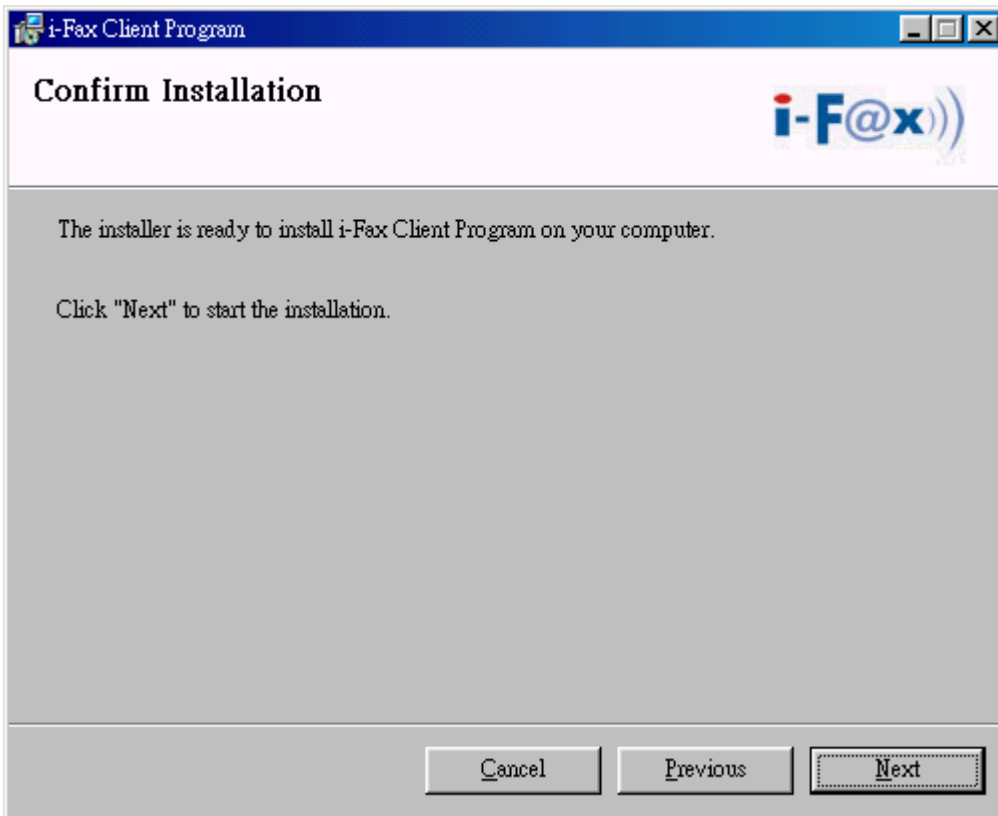 i-Fax Client Program
Confirm Installation
i-F@x
The installer is ready to install i-Fax Client Program on your computer.
Click "Next" to start the installation.
Cancel
Previous
Next